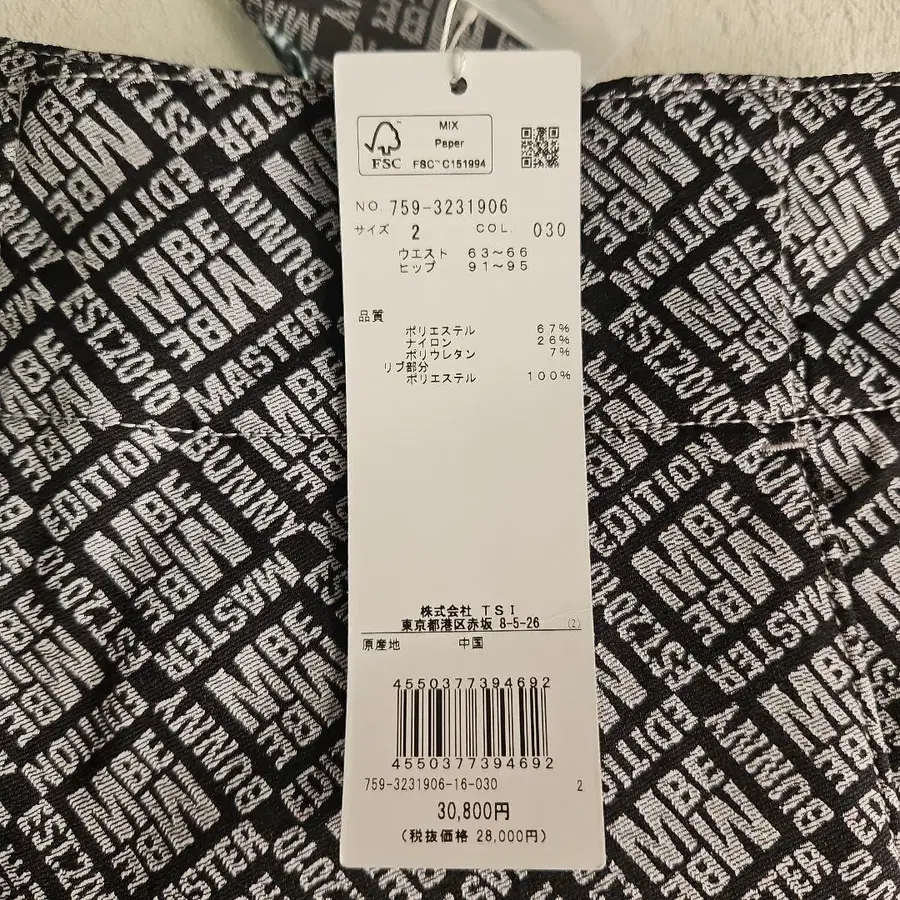 FSC
MIX
Paper
FSC™ C151994
NO. 759-3231906
サイズ 2 COL. 030
ウエスト 63～66
ヒップ 91～95
品質
ポリエステル 67%
ナイロン 26%
ポリウレタン 7%
リブ部分
ポリエステル 100%
株式会社 TSI
東京都港区赤坂 8-5-26 (2)
原産地 中国
4550377394692
4550377394692
759-3231906-16-030 2
30,800円
(税抜価格 28,000円)
MASTER
BUNNY
EDITION
EST.2010
MBE